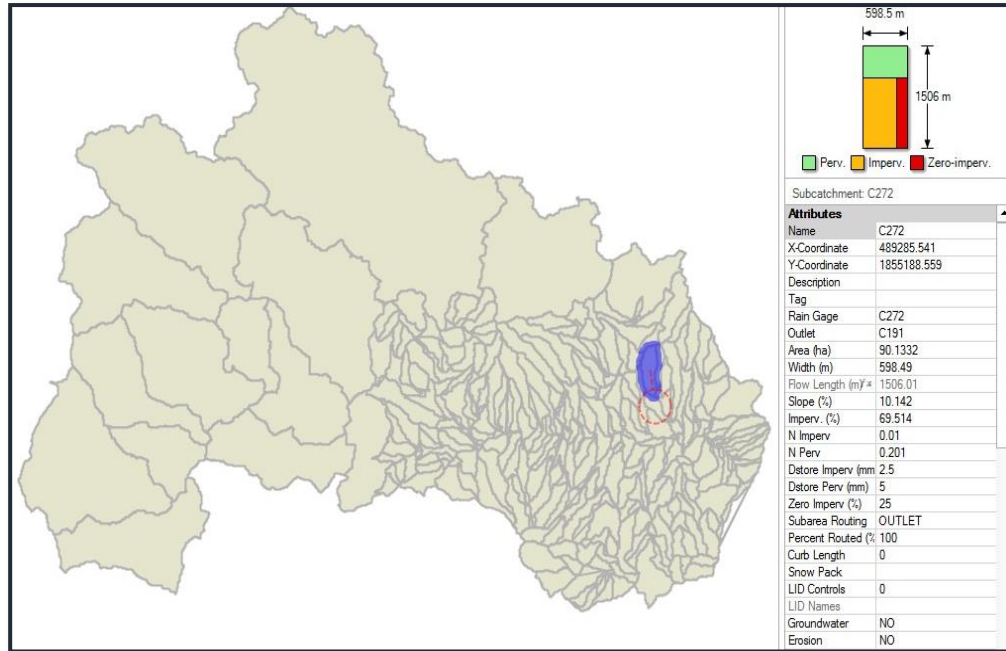 598.5 m
1506 m
Perv. Imperv. Zero-imperv.
Subcatchment: C272
Attributes
Name C272
X-Coordinate 489285.541
Y-Coordinate 1855188.559
Description
Tag
Rain Gage C272
Outlet C191
Area (ha) 90.1332
Width (m) 598.49
Flow Length (m) 1506.01
Slope (%) 10.142
Imperv. (%) 69.514
N Imperv 0.01
N Perv 0.201
Dstore Imperv (mm 2.5
Dstore Perv (mm) 5
Zero Imperv (%) 25
Subarea Routing OUTLET
Percent Routed (% 100
Curb Length 0
Snow Pack
LID Controls 0
LID Names
Groundwater NO
Erosion NO